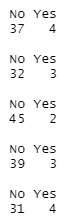 No Yes
37 4
No Yes
32 3
No Yes
45 2
No Yes
39 3
No Yes
31 4